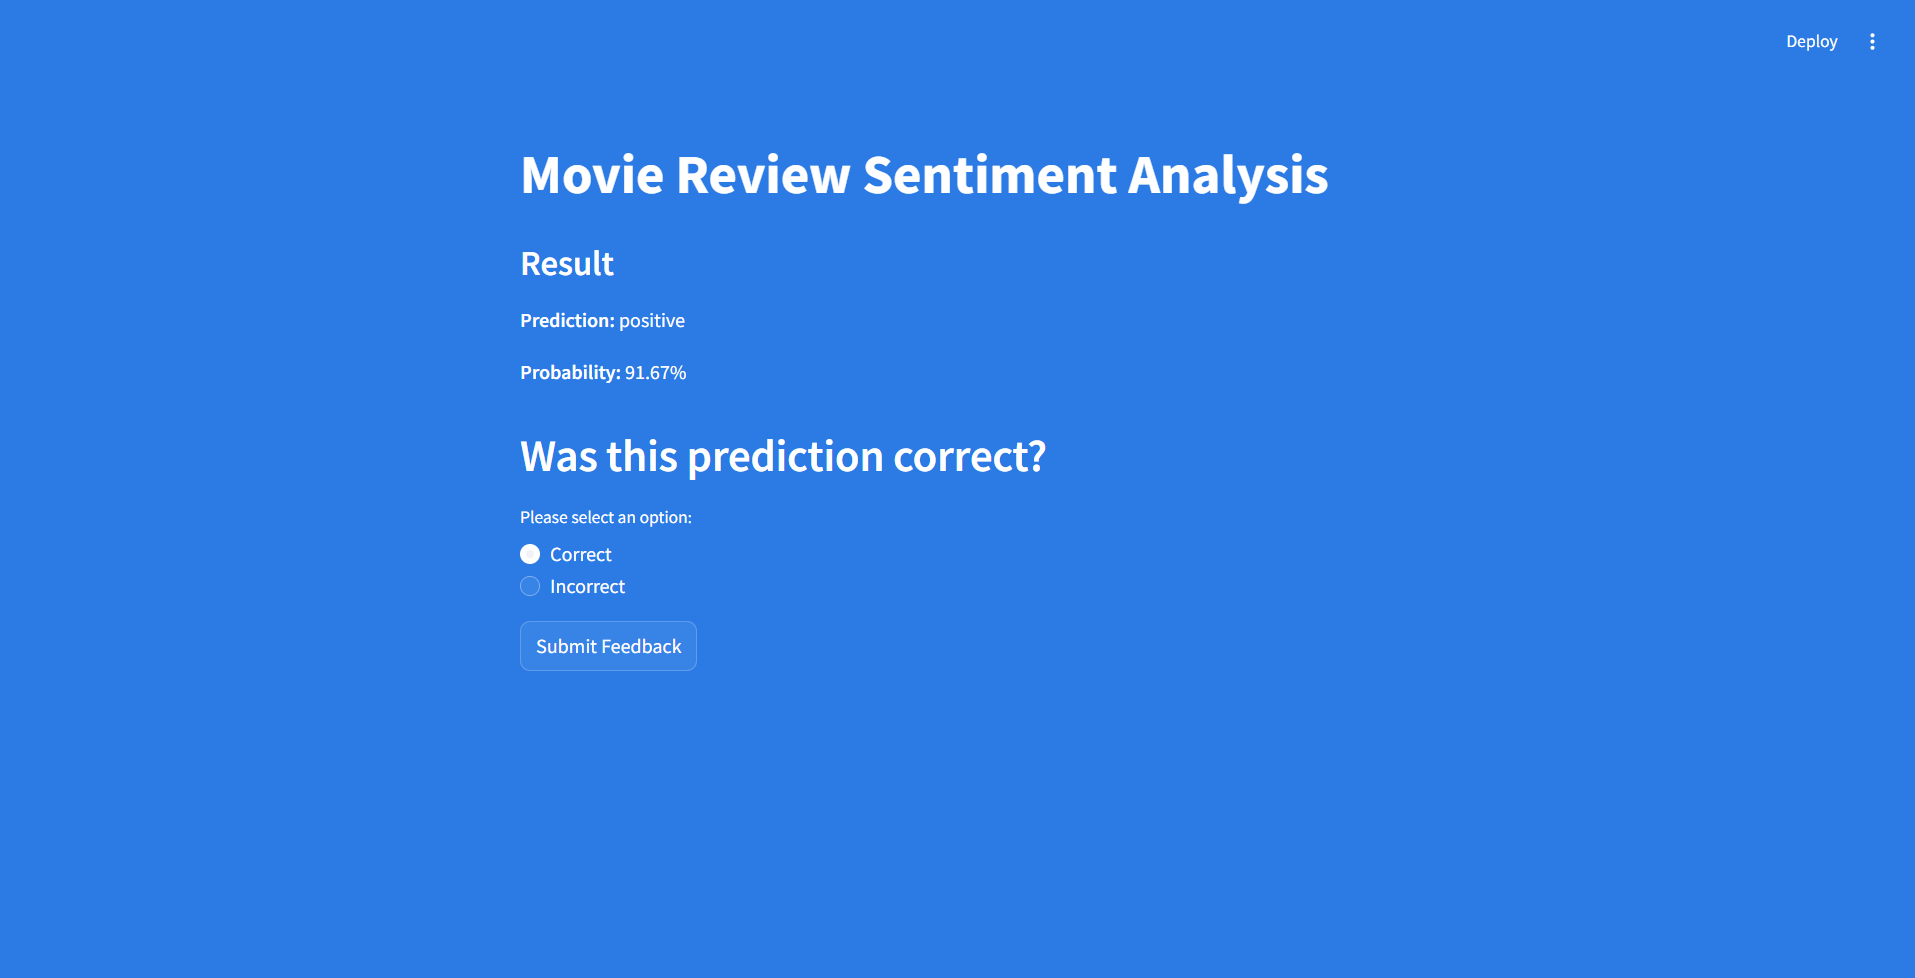 Deploy
Movie Review Sentiment Analysis
Result
Prediction: positive
Probability: 91.67%
Was this prediction correct?
Please select an option:
Correct
Incorrect
Submit Feedback